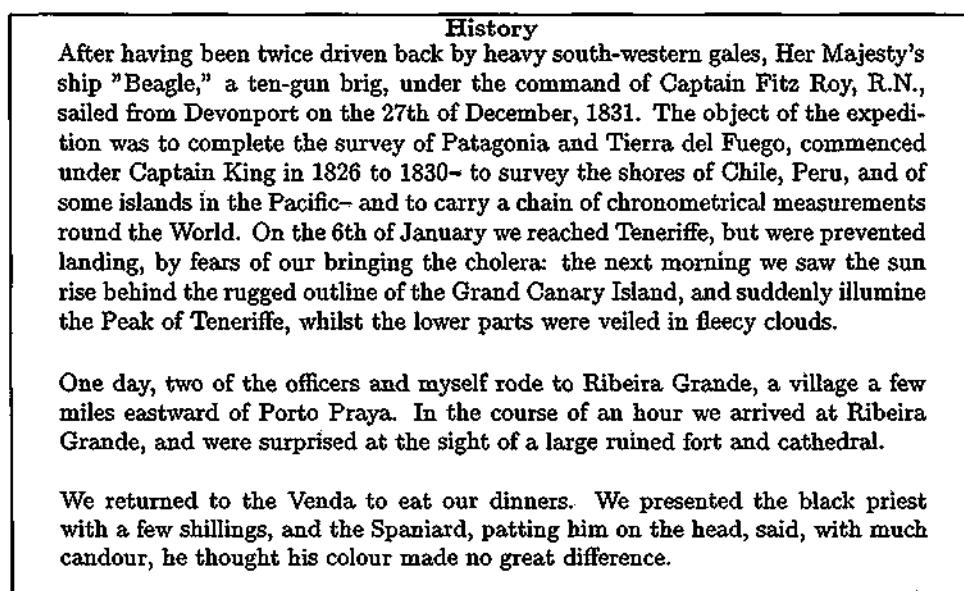 History
After having been twice driven back by heavy south-western gales, Her Majesty's
ship "Beagle," a ten-gun brig, under the command of Captain Fitz Roy, R.N.,
sailed from Devonport on the 27th of December, 1831. The object of the expedi-
tion was to complete the survey of Patagonia and Tierra del Fuego, commenced
under Captain King in 1826 to 1830– to survey the shores of Chile, Peru, and of
some islands in the Pacific– and to carry a chain of chronometrical measurements
round the World. On the 6th of January we reached Teneriffe, but were prevented
landing, by fears of our bringing the cholera: the next morning we saw the sun
rise behind the rugged outline of the Grand Canary Island, and suddenly illumine
the Peak of Teneriffe, whilst the lower parts were veiled in fleecy clouds.

One day, two of the officers and myself rode to Ribeira Grande, a village a few
miles eastward of Porto Praya. In the course of an hour we arrived at Ribeira
Grande, and were surprised at the sight of a large ruined fort and cathedral.

We returned to the Venda to eat our dinners. We presented the black priest
with a few shillings, and the Spaniard, patting him on the head, said, with much
candour, he thought his colour made no great difference.